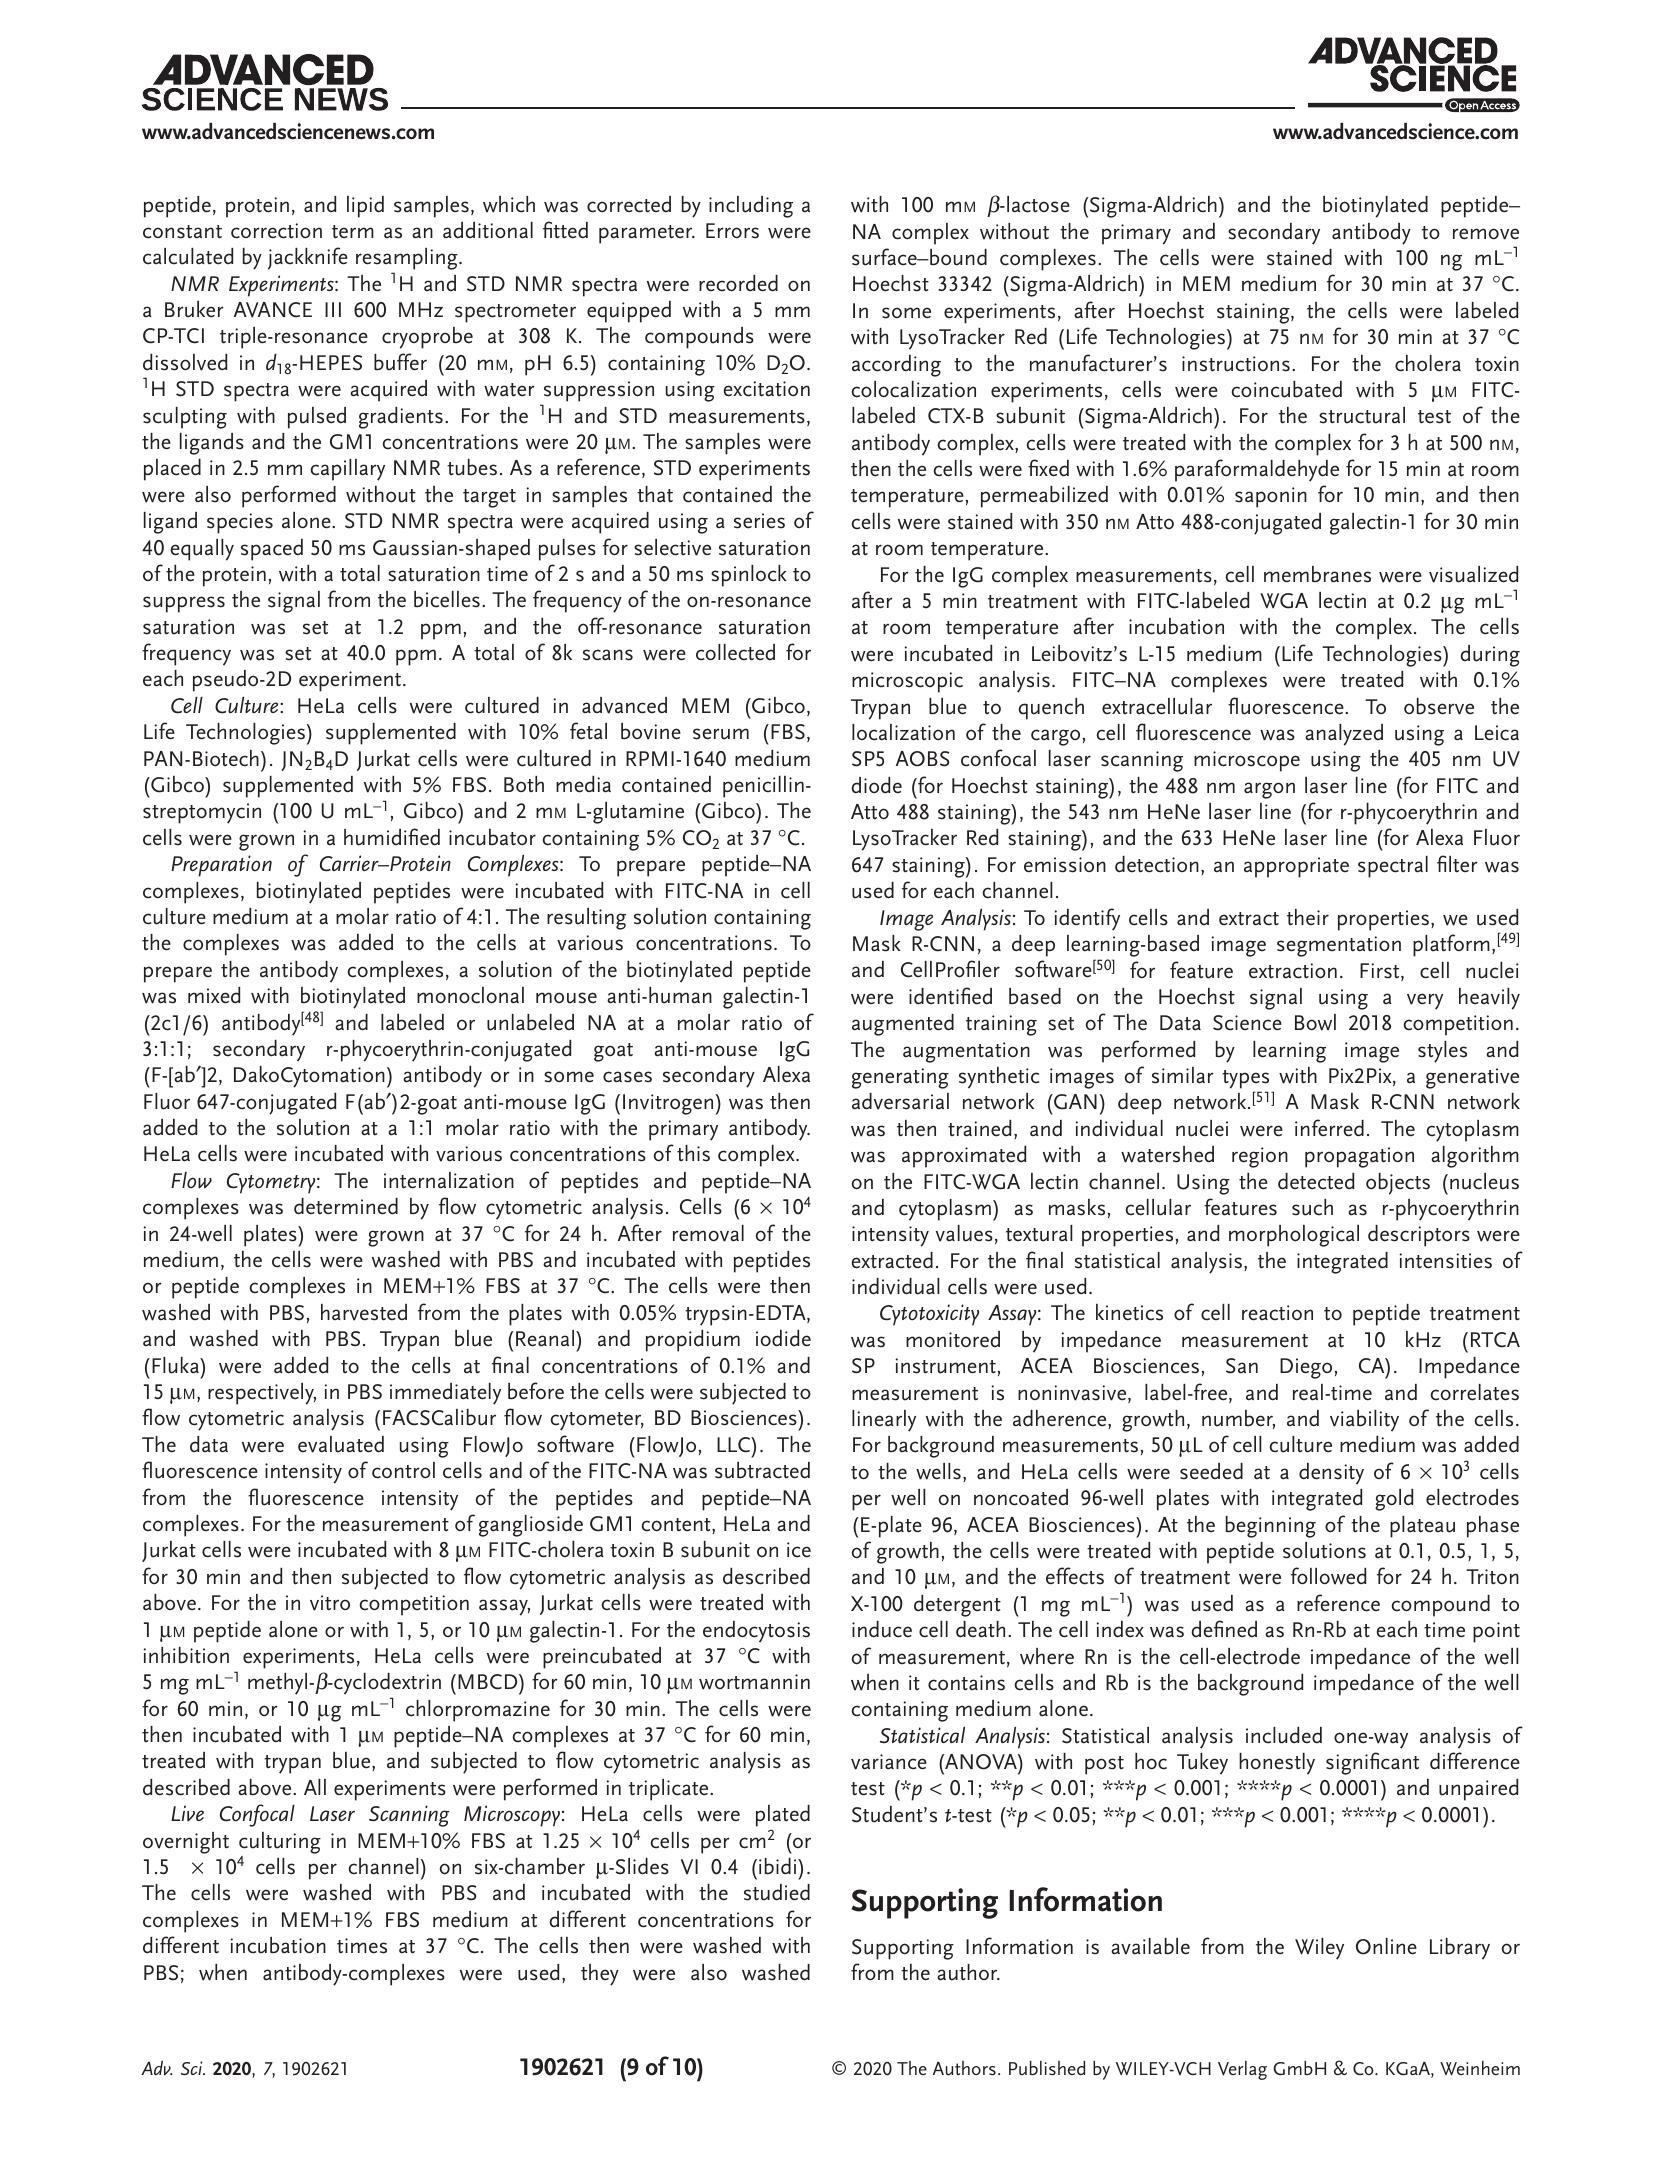 ADVANCED
SCIENCE NEWS
www.advancedsciencenews.com
ADVANCED
SCIENCE
Open Access
www.advancedscience.com
peptide, protein, and lipid samples, which was corrected by including a
constant correction term as an additional fitted parameter. Errors were
calculated by jackknife resampling.
NMR Experiments: The ¹H and STD NMR spectra were recorded on
a Bruker AVANCE III 600 MHz spectrometer equipped with a 5 mm
CP-TCI triple-resonance cryoprobe at 308 K. The compounds were
dissolved in d₁₈-HEPES buffer (20 mM, pH 6.5) containing 10% D₂O.
¹H STD spectra were acquired with water suppression using excitation
sculpting with pulsed gradients. For the ¹H and STD measurements,
the ligands and the GM1 concentrations were 20 μM. The samples were
placed in 2.5 mm capillary NMR tubes. As a reference, STD experiments
were also performed without the target in samples that contained the
ligand species alone. STD NMR spectra were acquired using a series of
40 equally spaced 50 ms Gaussian-shaped pulses for selective saturation
of the protein, with a total saturation time of 2 s and a 50 ms spinlock to
suppress the signal from the bicelles. The frequency of the on-resonance
saturation was set at 1.2 ppm, and the off-resonance saturation
frequency was set at 40.0 ppm. A total of 8k scans were collected for
each pseudo-2D experiment.
Cell Culture: HeLa cells were cultured in advanced MEM (Gibco,
Life Technologies) supplemented with 10% fetal bovine serum (FBS,
PAN-Biotech). JN₂B₄D Jurkat cells were cultured in RPMI-1640 medium
(Gibco) supplemented with 5% FBS. Both media contained penicillin-
streptomycin (100 U mL⁻¹, Gibco) and 2 mM L-glutamine (Gibco). The
cells were grown in a humidified incubator containing 5% CO₂ at 37 °C.
Preparation of Carrier–Protein Complexes: To prepare peptide–NA
complexes, biotinylated peptides were incubated with FITC-NA in cell
culture medium at a molar ratio of 4:1. The resulting solution containing
the complexes was added to the cells at various concentrations. To
prepare the antibody complexes, a solution of the biotinylated peptide
was mixed with biotinylated monoclonal mouse anti-human galectin-1
(2c1/6) antibody[48] and labeled or unlabeled NA at a molar ratio of
3:1:1; secondary r-phycoerythrin-conjugated goat anti-mouse IgG
(F-[ab′]2, DakoCytomation) antibody or in some cases secondary Alexa
Fluor 647-conjugated F(ab′)2-goat anti-mouse IgG (Invitrogen) was then
added to the solution at a 1:1 molar ratio with the primary antibody.
HeLa cells were incubated with various concentrations of this complex.
Flow Cytometry: The internalization of peptides and peptide–NA
complexes was determined by flow cytometric analysis. Cells (6 × 10⁴
in 24-well plates) were grown at 37 °C for 24 h. After removal of the
medium, the cells were washed with PBS and incubated with peptides
or peptide complexes in MEM+1% FBS at 37 °C. The cells were then
washed with PBS, harvested from the plates with 0.05% trypsin-EDTA,
and washed with PBS. Trypan blue (Reanal) and propidium iodide
(Fluka) were added to the cells at final concentrations of 0.1% and
15 μM, respectively, in PBS immediately before the cells were subjected to
flow cytometric analysis (FACSCalibur flow cytometer, BD Biosciences).
The data were evaluated using FlowJo software (FlowJo, LLC). The
fluorescence intensity of control cells and of the FITC-NA was subtracted
from the fluorescence intensity of the peptides and peptide–NA
complexes. For the measurement of ganglioside GM1 content, HeLa and
Jurkat cells were incubated with 8 μM FITC-cholera toxin B subunit on ice
for 30 min and then subjected to flow cytometric analysis as described
above. For the in vitro competition assay, Jurkat cells were treated with
1 μM peptide alone or with 1, 5, or 10 μM galectin-1. For the endocytosis
inhibition experiments, HeLa cells were preincubated at 37 °C with
5 mg mL⁻¹ methyl-β-cyclodextrin (MBCD) for 60 min, 10 μM wortmannin
for 60 min, or 10 μg mL⁻¹ chlorpromazine for 30 min. The cells were
then incubated with 1 μM peptide–NA complexes at 37 °C for 60 min,
treated with trypan blue, and subjected to flow cytometric analysis as
described above. All experiments were performed in triplicate.
Live Confocal Laser Scanning Microscopy: HeLa cells were plated
overnight culturing in MEM+10% FBS at 1.25 × 10⁴ cells per cm² (or
1.5 × 10⁴ cells per channel) on six-chamber μ-Slides VI 0.4 (ibidi).
The cells were washed with PBS and incubated with the studied
complexes in MEM+1% FBS medium at different concentrations for
different incubation times at 37 °C. The cells then were washed with
PBS; when antibody-complexes were used, they were also washed
with 100 mM β-lactose (Sigma-Aldrich) and the biotinylated peptide–
NA complex without the primary and secondary antibody to remove
surface–bound complexes. The cells were stained with 100 ng mL⁻¹
Hoechst 33342 (Sigma-Aldrich) in MEM medium for 30 min at 37 °C.
In some experiments, after Hoechst staining, the cells were labeled
with LysoTracker Red (Life Technologies) at 75 nM for 30 min at 37 °C
according to the manufacturer's instructions. For the cholera toxin
colocalization experiments, cells were coincubated with 5 μM FITC-
labeled CTX-B subunit (Sigma-Aldrich). For the structural test of the
antibody complex, cells were treated with the complex for 3 h at 500 nM,
then the cells were fixed with 1.6% paraformaldehyde for 15 min at room
temperature, permeabilized with 0.01% saponin for 10 min, and then
cells were stained with 350 nM Atto 488-conjugated galectin-1 for 30 min
at room temperature.
For the IgG complex measurements, cell membranes were visualized
after a 5 min treatment with FITC-labeled WGA lectin at 0.2 μg mL⁻¹
at room temperature after incubation with the complex. The cells
were incubated in Leibovitz's L-15 medium (Life Technologies) during
microscopic analysis. FITC–NA complexes were treated with 0.1%
Trypan blue to quench extracellular fluorescence. To observe the
localization of the cargo, cell fluorescence was analyzed using a Leica
SP5 AOBS confocal laser scanning microscope using the 405 nm UV
diode (for Hoechst staining), the 488 nm argon laser line (for FITC and
Atto 488 staining), the 543 nm HeNe laser line (for r-phycoerythrin and
LysoTracker Red staining), and the 633 HeNe laser line (for Alexa Fluor
647 staining). For emission detection, an appropriate spectral filter was
used for each channel.
Image Analysis: To identify cells and extract their properties, we used
Mask R-CNN, a deep learning-based image segmentation platform,[49]
and CellProfiler software[50] for feature extraction. First, cell nuclei
were identified based on the Hoechst signal using a very heavily
augmented training set of The Data Science Bowl 2018 competition.
The augmentation was performed by learning image styles and
generating synthetic images of similar types with Pix2Pix, a generative
adversarial network (GAN) deep network.[51] A Mask R-CNN network
was then trained, and individual nuclei were inferred. The cytoplasm
was approximated with a watershed region propagation algorithm
on the FITC-WGA lectin channel. Using the detected objects (nucleus
and cytoplasm) as masks, cellular features such as r-phycoerythrin
intensity values, textural properties, and morphological descriptors were
extracted. For the final statistical analysis, the integrated intensities of
individual cells were used.
Cytotoxicity Assay: The kinetics of cell reaction to peptide treatment
was monitored by impedance measurement at 10 kHz (RTCA
SP instrument, ACEA Biosciences, San Diego, CA). Impedance
measurement is noninvasive, label-free, and real-time and correlates
linearly with the adherence, growth, number, and viability of the cells.
For background measurements, 50 μL of cell culture medium was added
to the wells, and HeLa cells were seeded at a density of 6 × 10³ cells
per well on noncoated 96-well plates with integrated gold electrodes
(E-plate 96, ACEA Biosciences). At the beginning of the plateau phase
of growth, the cells were treated with peptide solutions at 0.1, 0.5, 1, 5,
and 10 μM, and the effects of treatment were followed for 24 h. Triton
X-100 detergent (1 mg mL⁻¹) was used as a reference compound to
induce cell death. The cell index was defined as Rn-Rb at each time point
of measurement, where Rn is the cell-electrode impedance of the well
when it contains cells and Rb is the background impedance of the well
containing medium alone.
Statistical Analysis: Statistical analysis included one-way analysis of
variance (ANOVA) with post hoc Tukey honestly significant difference
test (*p < 0.1; **p < 0.01; ***p < 0.001; ****p < 0.0001) and unpaired
Student's t-test (*p < 0.05; **p < 0.01; ***p < 0.001; ****p < 0.0001).
Supporting Information
Supporting Information is available from the Wiley Online Library or
from the author.
Adv. Sci. 2020, 7, 1902621
1902621 (9 of 10)
© 2020 The Authors. Published by WILEY-VCH Verlag GmbH & Co. KGaA, Weinheim